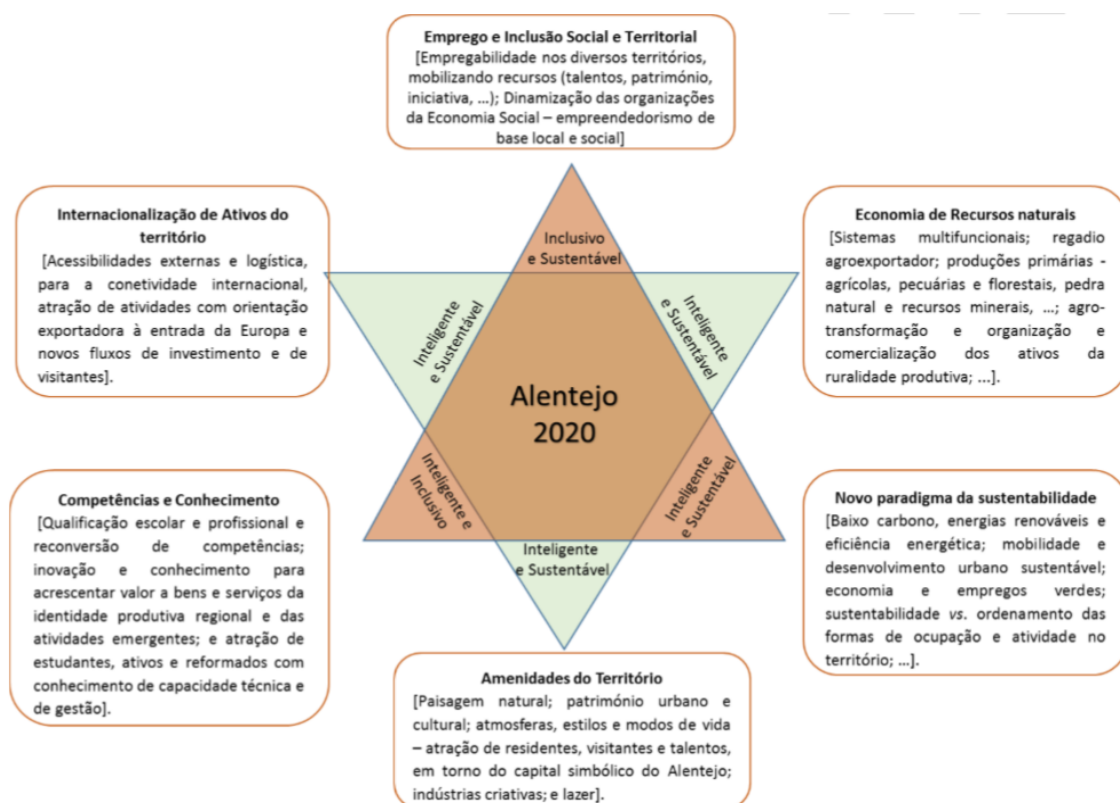 Emprego e Inclusão Social e Territorial
[Empregabilidade nos diversos territórios,
mobilizando recursos (talentos, património,
iniciativa, ...); Dinamização das organizações
da Economia Social – empreendedorismo de
base local e social]
Internacionalização de Ativos do
território
[Acessibilidades externas e logística,
para a conetividade internacional,
atração de atividades com orientação
exportadora à entrada da Europa e
novos fluxos de investimento e de
visitantes].
Economia de Recursos naturais
[Sistemas multifuncionais; regadio
agroexportador; produções primárias -
agrícolas, pecuárias e florestais, pedra
natural e recursos minerais, ...; agro-
transformação e organização e
comercialização dos ativos da
ruralidade produtiva; ...].
Inclusivo
e Sustentável
Inteligente
e Sustentável
Inteligente
e Sustentável
Alentejo
2020
Inteligente e
Inclusivo
Inteligente
e Sustentável
Inteligente
e Sustentável
Competências e Conhecimento
[Qualificação escolar e profissional e
reconversão de competências;
inovação e conhecimento para
acrescentar valor a bens e serviços da
identidade produtiva regional e das
atividades emergentes; e atração de
estudantes, ativos e reformados com
conhecimento de capacidade técnica e
de gestão].
Novo paradigma da sustentabilidade
[Baixo carbono, energias renováveis e
eficiência energética; mobilidade e
desenvolvimento urbano sustentável;
economia e empregos verdes;
sustentabilidade vs. ordenamento das
formas de ocupação e atividade no
território; ...].
Amenidades do Território
[Paisagem natural; património urbano e
cultural; atmosferas, estilos e modos de vida
– atração de residentes, visitantes e talentos,
em torno do capital simbólico do Alentejo;
indústrias criativas; e lazer].